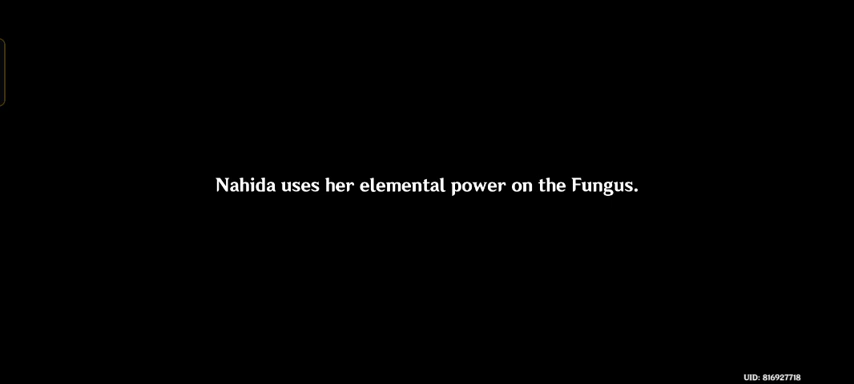 Nahida uses her elemental power on the Fungus.
UID: 816927718